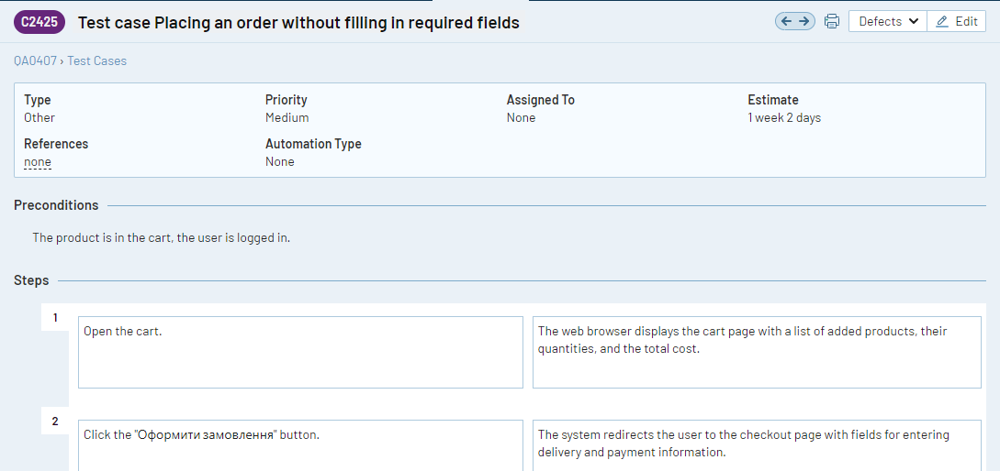 C2425 Test case Placing an order without filling in required fields Defects Edit
QA0407 › Test Cases
Type Priority Assigned To Estimate
Other Medium None 1 week 2 days
References Automation Type
none None
Preconditions
The product is in the cart, the user is logged in.
Steps
1
Open the cart.
The web browser displays the cart page with a list of added products, their
quantities, and the total cost.
2
Click the "Оформити замовлення" button.
The system redirects the user to the checkout page with fields for entering
delivery and payment information.